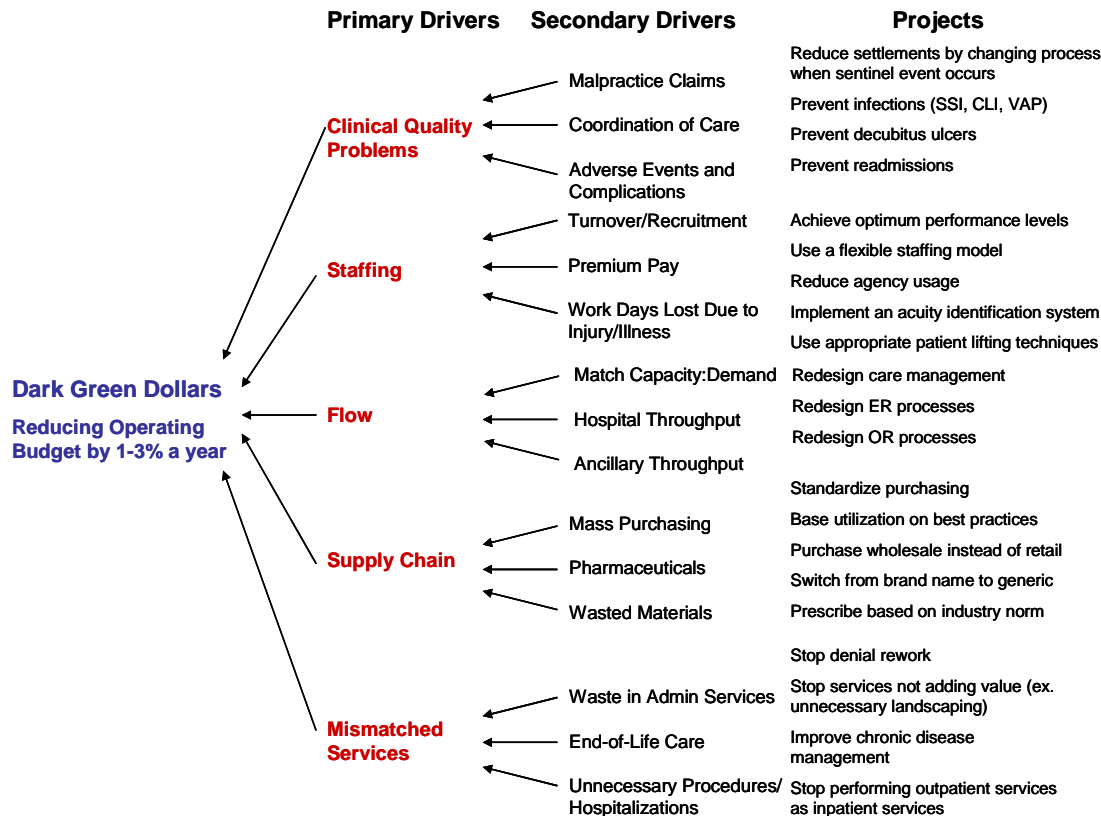 Primary Drivers
Secondary Drivers
Projects
Dark Green Dollars
Reducing Operating
Budget by 1-3% a year
Clinical Quality
Problems
Malpractice Claims
Coordination of Care
Adverse Events and
Complications
Reduce settlements by changing process
when sentinel event occurs
Prevent infections (SSI, CLI, VAP)
Prevent decubitus ulcers
Prevent readmissions
Staffing
Turnover/Recruitment
Premium Pay
Work Days Lost Due to
Injury/Illness
Achieve optimum performance levels
Use a flexible staffing model
Reduce agency usage
Implement an acuity identification system
Use appropriate patient lifting techniques
Flow
Match Capacity:Demand
Hospital Throughput
Ancillary Throughput
Redesign care management
Redesign ER processes
Redesign OR processes
Supply Chain
Mass Purchasing
Pharmaceuticals
Wasted Materials
Standardize purchasing
Base utilization on best practices
Purchase wholesale instead of retail
Switch from brand name to generic
Prescribe based on industry norm
Mismatched
Services
Waste in Admin Services
End-of-Life Care
Unnecessary Procedures/
Hospitalizations
Stop denial rework
Stop services not adding value (ex.
unnecessary landscaping)
Improve chronic disease
management
Stop performing outpatient services
as inpatient services